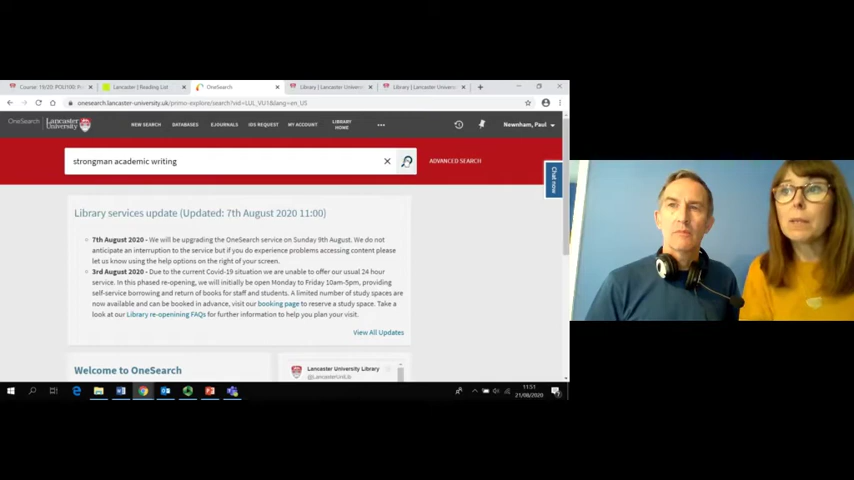 Course: 19/20: POLI100: P
Lancaster | Reading List
OneSearch
Library | Lancaster Univers
Library | Lancaster Univers
onesearch.lancaster-university.uk/primo-explore/search?vid=LUL_VU1&lang=en_US
OneSearch
Lancaster University
NEW SEARCH
DATABASES
EJOURNALS
IDS REQUEST
MY ACCOUNT
LIBRARY HOME
Newnham, Paul
strongman academic writing
ADVANCED SEARCH
Chat now
Library services update (Updated: 7th August 2020 11:00)
7th August 2020 - We will be upgrading the OneSearch service on Sunday 9th August. We do not
anticipate an interruption to the service but if you do experience problems accessing content please
let us know using the help options on the right of your screen.
3rd August 2020 - Due to the current Covid-19 situation we are unable to offer our usual 24 hour
service. In this phased re-opening, we will initially be open Monday to Friday 10am-5pm, providing
self-service borrowing and return of books for staff and students. A limited number of study spaces are
now available and can be booked in advance, visit our booking page to reserve a study space. Take a
look at our Library re-openining FAQs for further information to help you plan your visit.
View All Updates
Welcome to OneSearch
Lancaster University Library
@LancasterUniLib
11:51
21/08/2020